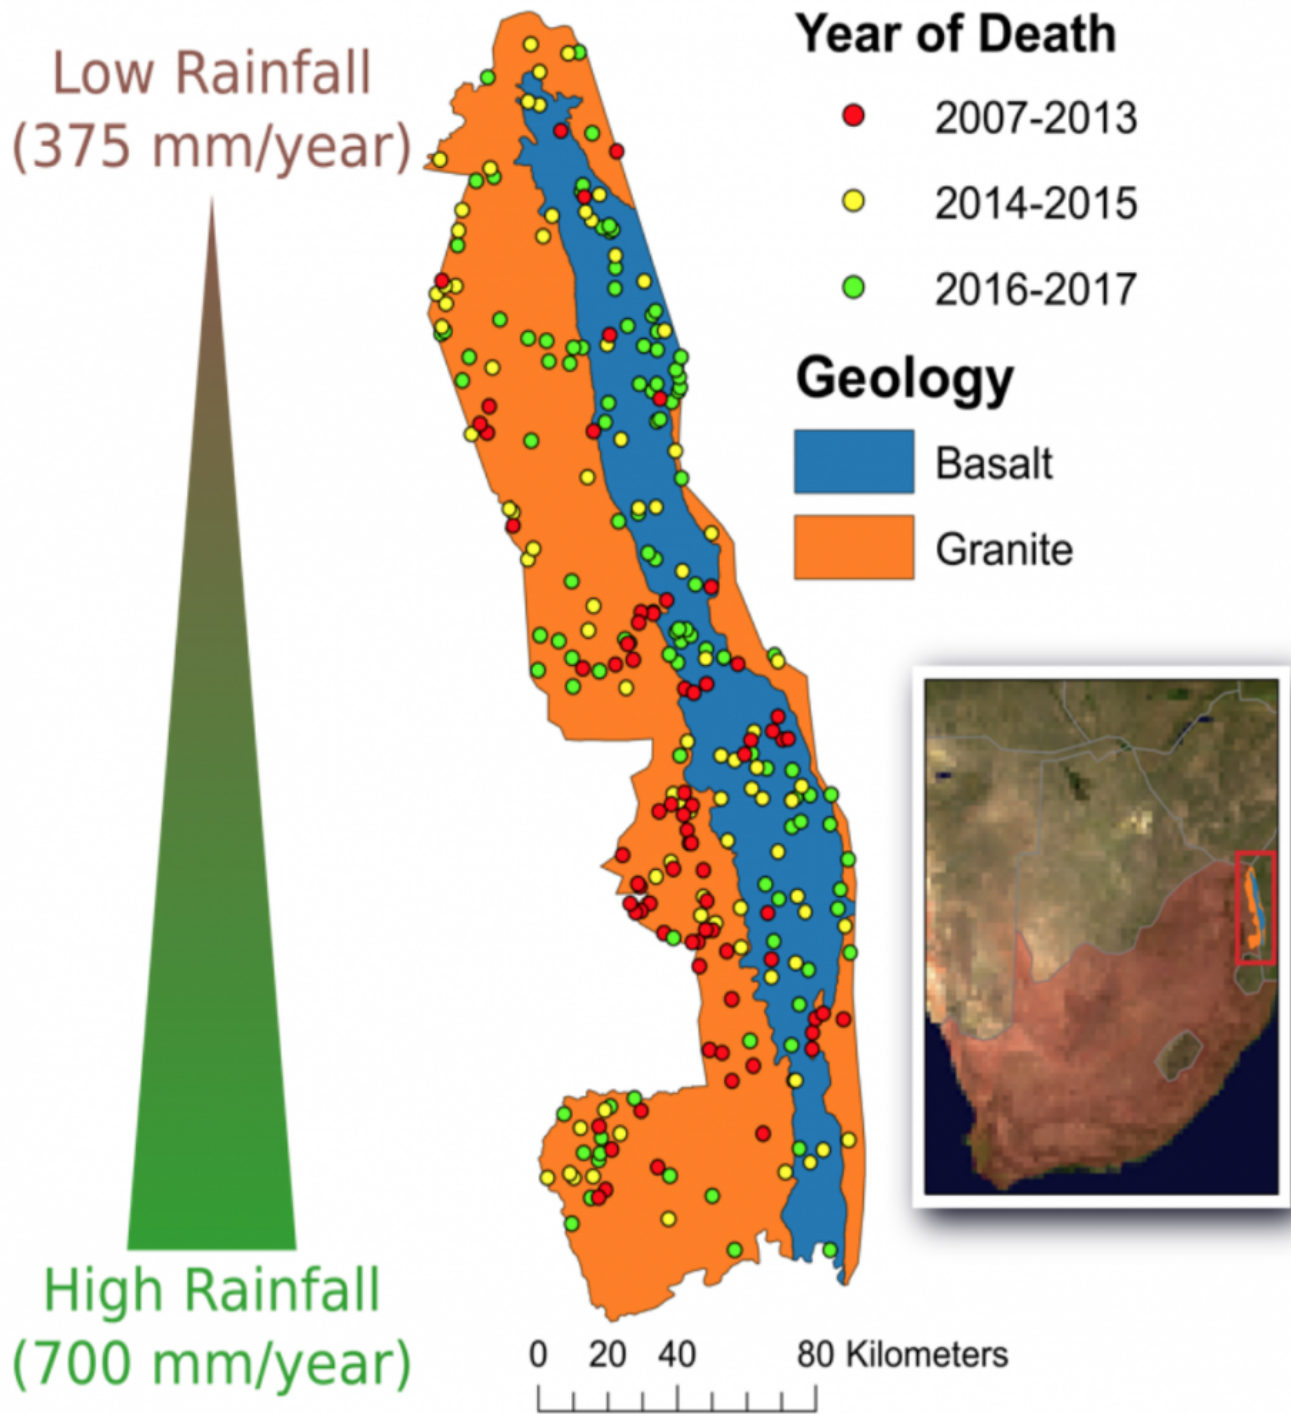 Low Rainfall
(375 mm/year)
Year of Death
2007-2013
2014-2015
2016-2017
Geology
Basalt
Granite
High Rainfall
(700 mm/year)
0 20 40 80 Kilometers